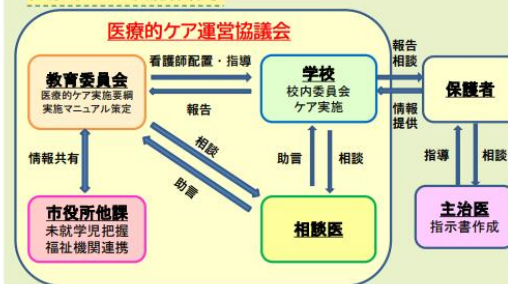 医療的ケア運営協議会
教育委員会
医療的ケア実施要綱
実施マニュアル策定
看護師配置・指導
報告
学校
校内委員会
ケア実施
報告
相談
情報
提供
保護者
情報共有
相談
助言
助言
相談
指導
相談
市役所他課
未就学児把握
福祉機関連携
相談医
主治医
指示書作成